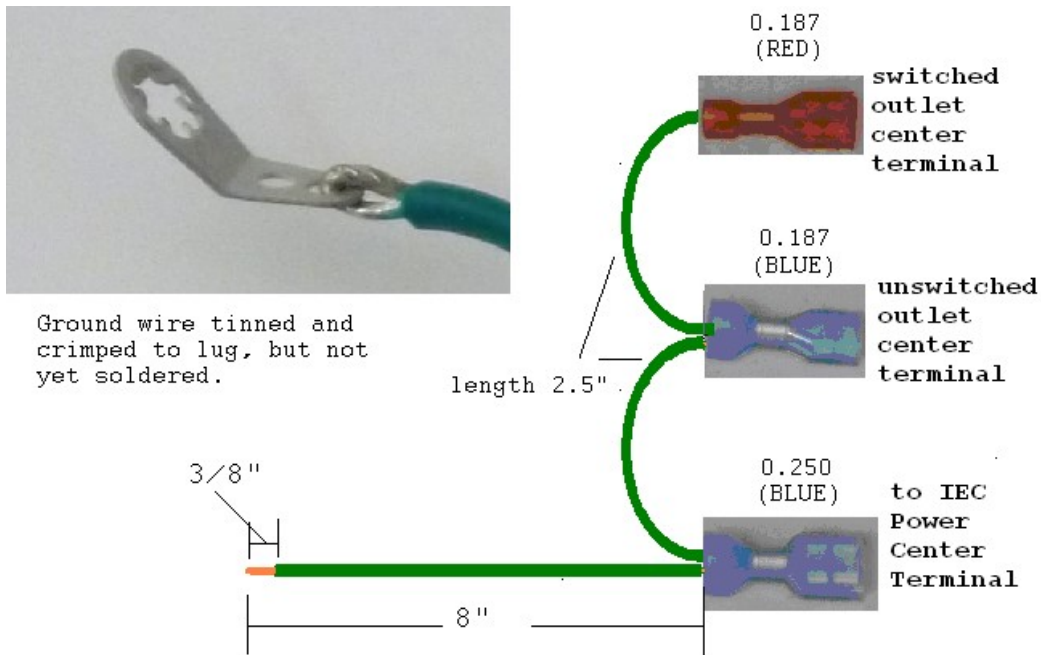 0.187
(RED)
switched
outlet
center
terminal
0.187
(BLUE)
unswitched
outlet
center
terminal
Ground wire tinned and
crimped to lug, but not
yet soldered.
length 2.5"
3/8"
0.250
(BLUE)
to IEC
Power
Center
Terminal
8"